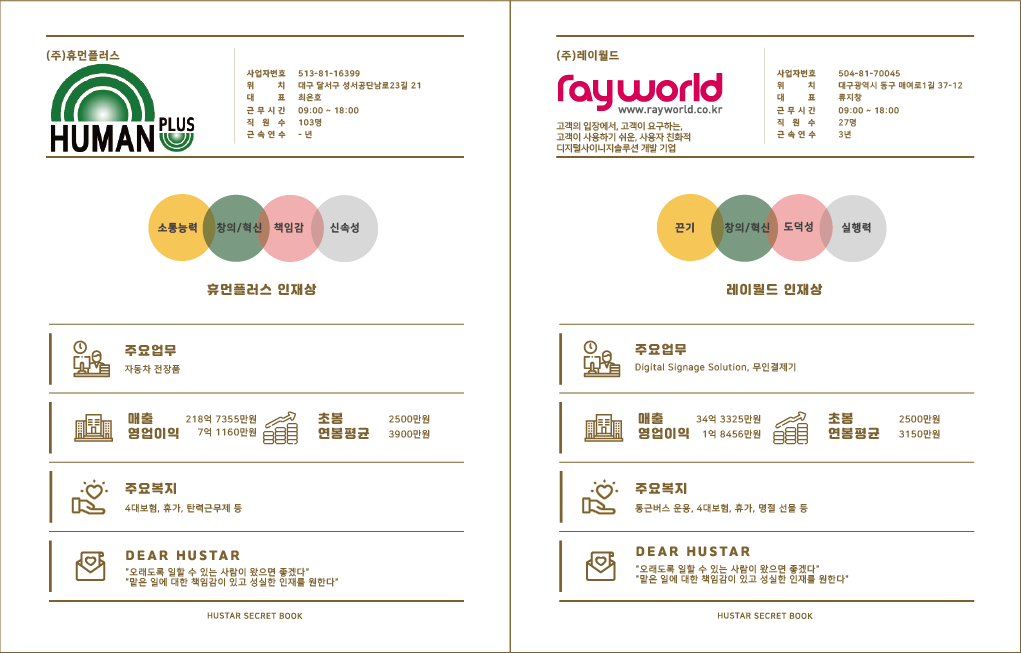 (주)휴먼플러스
HUMAN PLUS
사업자번호 513-81-16399
위 치 대구 달서구 성서공단남로23길 21
대 표 최은호
근무시간 09:00 ~ 18:00
직 원 수 103명
근속연수 - 년
소통능력 창의/혁신 책임감 신속성
휴먼플러스 인재상
주요업무
자동차 전장품
매출 218억 7355만원
영업이익 7억 1160만원
초봉 2500만원
연봉평균 3900만원
주요복지
4대보험, 휴가, 탄력근무제 등
DEAR HUSTAR
"오래도록 일할 수 있는 사람이 왔으면 좋겠다"
"맡은 일에 대한 책임감이 있고 성실한 인재를 원한다"
HUSTAR SECRET BOOK
(주)레이월드
rayworld
www.rayworld.co.kr
고객의 입장에서, 고객이 요구하는,
고객이 사용하기 쉬운, 사용자 친화적
디지털사이니지솔루션 개발 기업
사업자번호 504-81-70045
위 치 대구광역시 동구 매여로1길 37-12
대 표 류지창
근무시간 09:00 ~ 18:00
직 원 수 27명
근속연수 3년
끈기 창의/혁신 도덕성 실행력
레이월드 인재상
주요업무
Digital Signage Solution, 무인결제기
매출 34억 3325만원
영업이익 1억 8456만원
초봉 2500만원
연봉평균 3150만원
주요복지
통근버스 운용, 4대보험, 휴가, 명절 선물 등
DEAR HUSTAR
"오래도록 일할 수 있는 사람이 왔으면 좋겠다"
"맡은 일에 대한 책임감이 있고 성실한 인재를 원한다"
HUSTAR SECRET BOOK